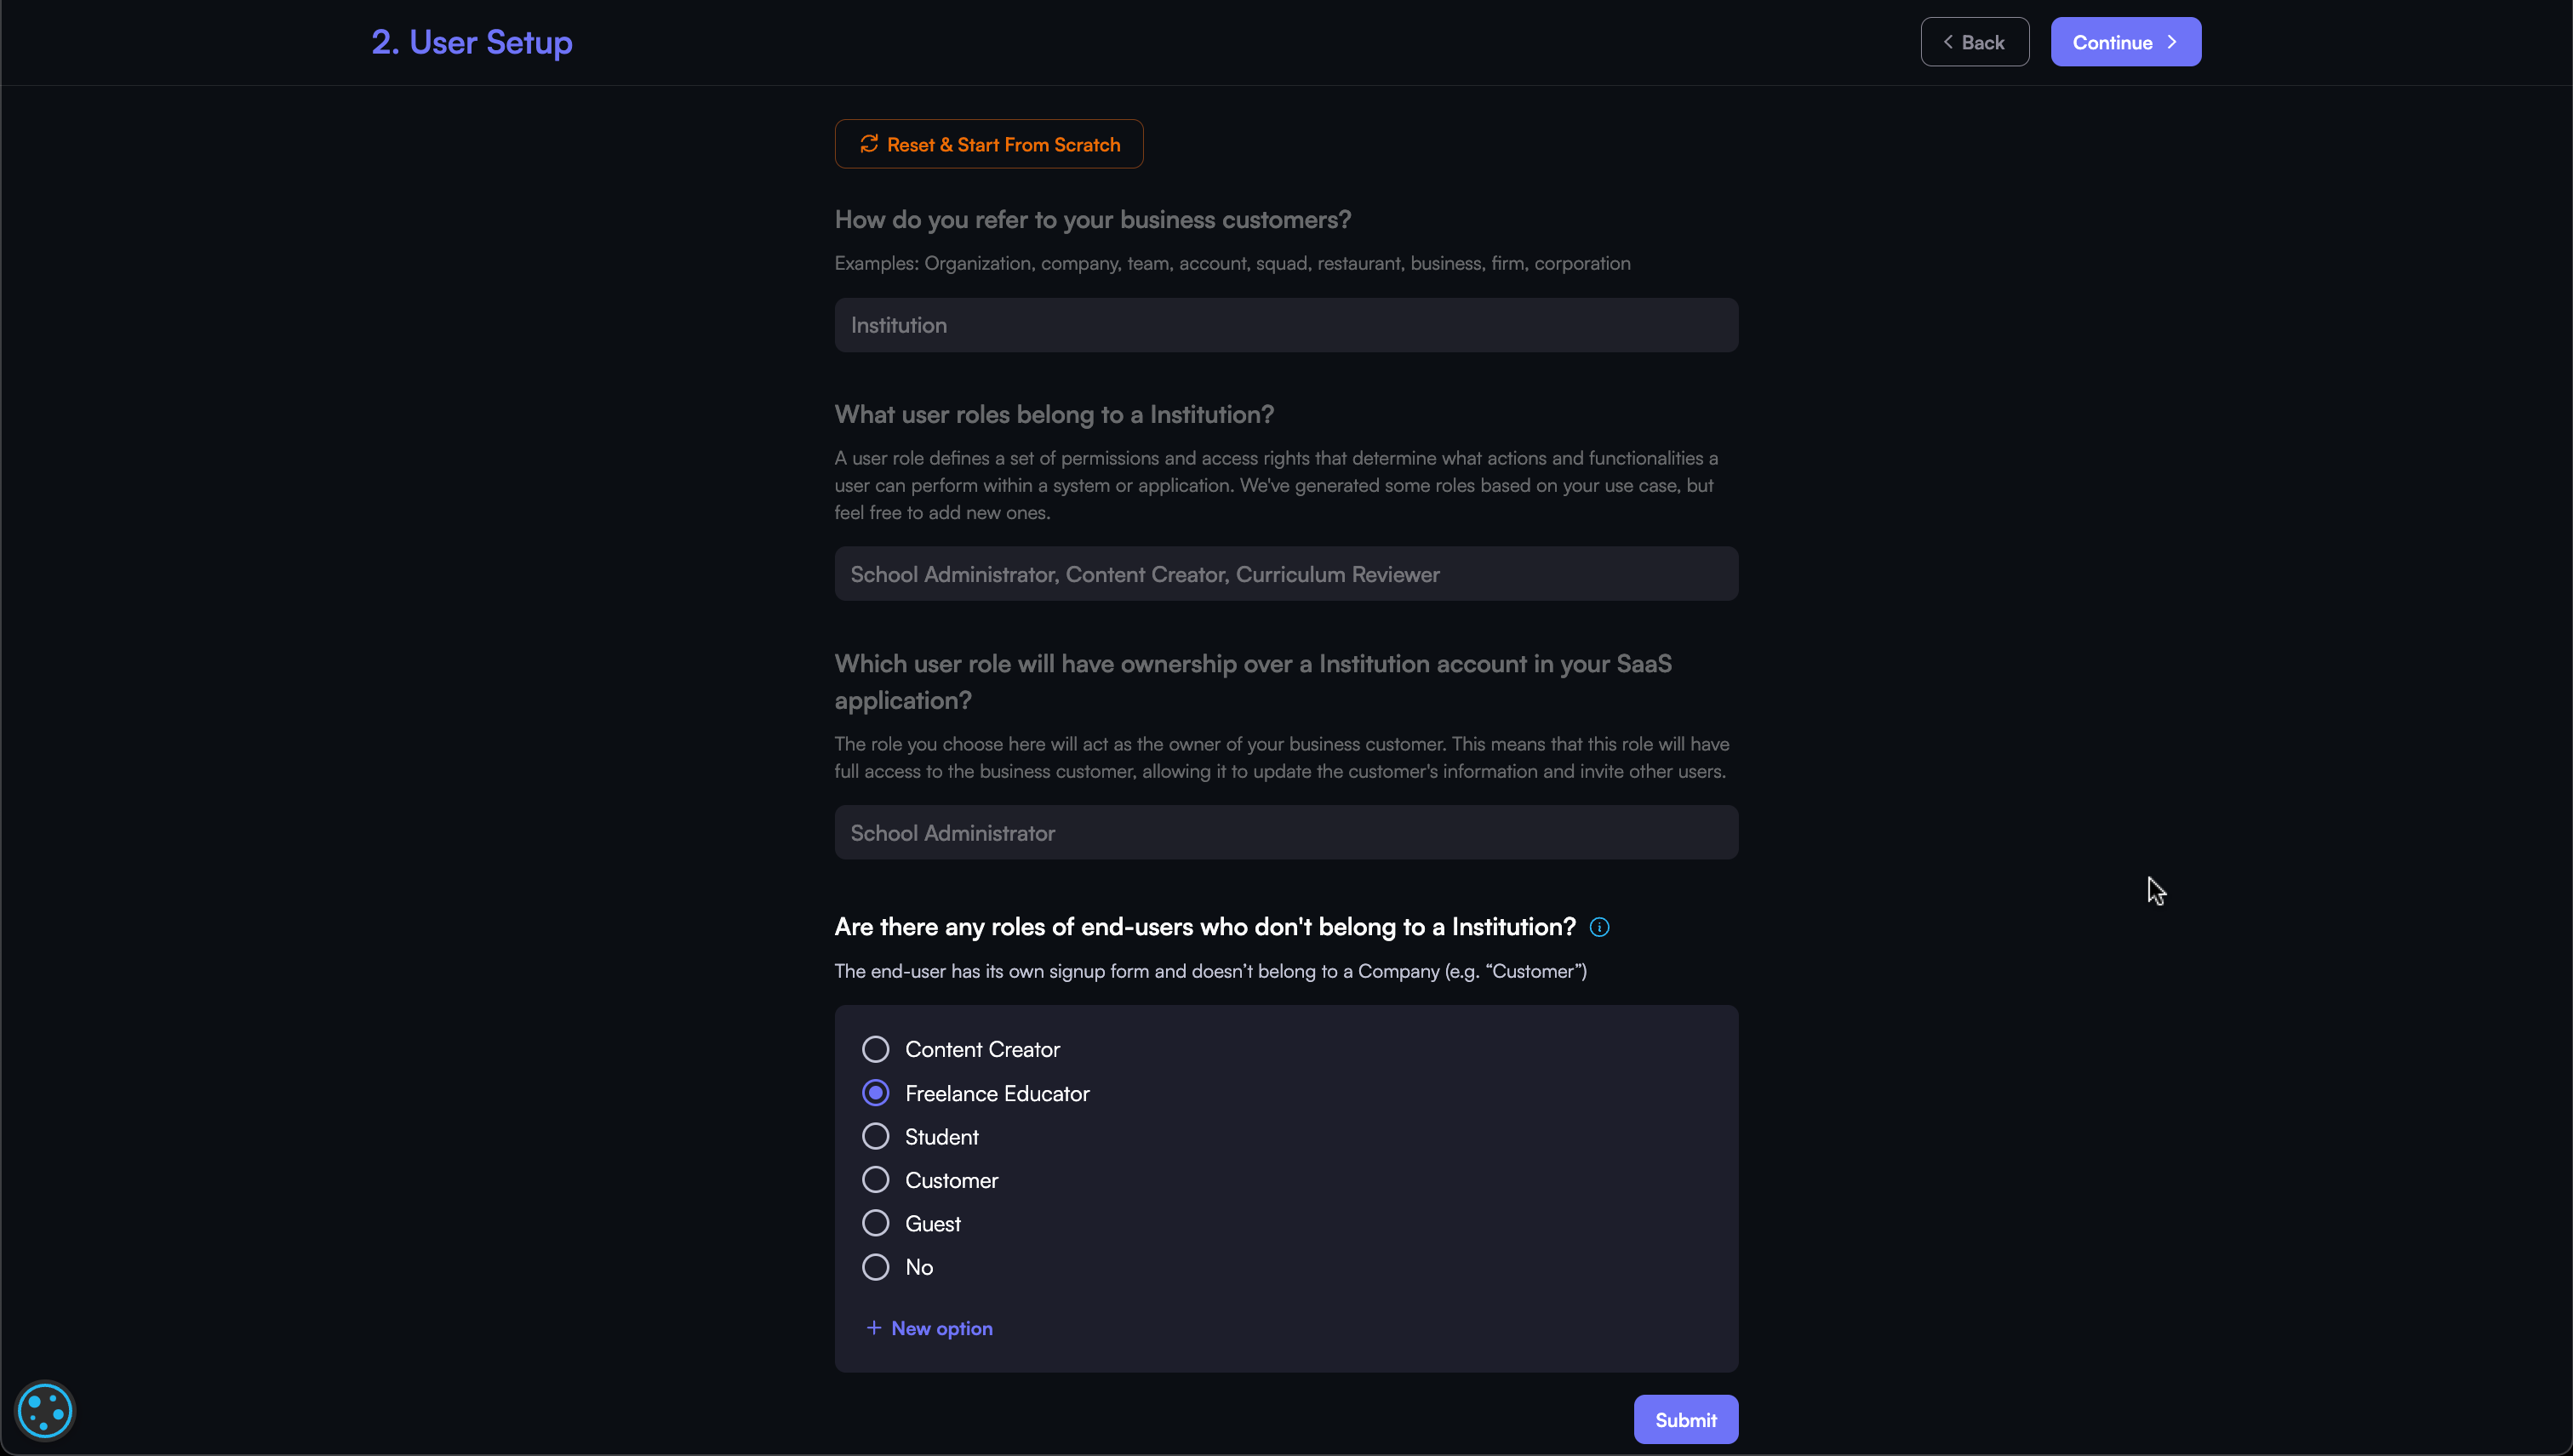 2. User Setup
Back
Continue
Reset & Start From Scratch
How do you refer to your business customers?
Examples: Organization, company, team, account, squad, restaurant, business, firm, corporation
Institution
What user roles belong to a Institution?
A user role defines a set of permissions and access rights that determine what actions and functionalities a
user can perform within a system or application. We've generated some roles based on your use case, but
feel free to add new ones.
School Administrator, Content Creator, Curriculum Reviewer
Which user role will have ownership over a Institution account in your SaaS
application?
The role you choose here will act as the owner of your business customer. This means that this role will have
full access to the business customer, allowing it to update the customer's information and invite other users.
School Administrator
Are there any roles of end-users who don't belong to a Institution?
The end-user has its own signup form and doesn’t belong to a Company (e.g. “Customer”)
Content Creator
Freelance Educator
Student
Customer
Guest
No
+ New option
Submit